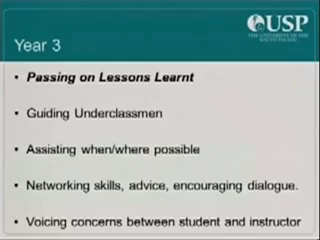 USP
THE UNIVERSITY OF THE
SOUTH PACIFIC
Year 3
• Passing on Lessons Learnt
• Guiding Underclassmen
• Assisting when/where possible
• Networking skills, advice, encouraging dialogue.
• Voicing concerns between student and instructor